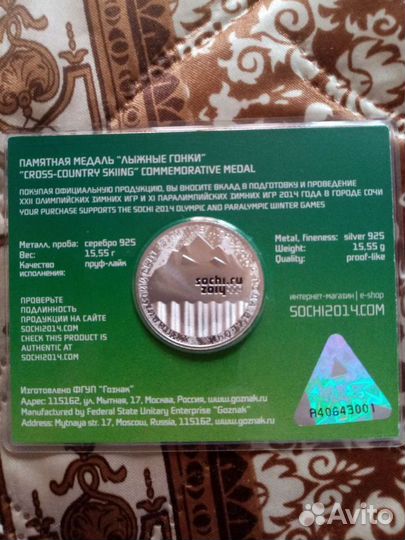 ПАМЯТНАЯ МЕДАЛЬ "ЛЫЖНЫЕ ГОНКИ"
"CROSS-COUNTRY SKIING" COMMEMORATIVE MEDAL
ПОКУПАЯ ОФИЦИАЛЬНУЮ ПРОДУКЦИЮ, ВЫ ВНОСИТЕ ВКЛАД В ПОДГОТОВКУ И ПРОВЕДЕНИЕ
XXII ОЛИМПИЙСКИХ ЗИМНИХ ИГР И XI ПАРАЛИМПИЙСКИХ ЗИМНИХ ИГР 2014 ГОДА В ГОРОДЕ СОЧИ
YOUR PURCHASE SUPPORTS THE SOCHI 2014 OLYMPIC AND PARALYMPIC WINTER GAMES
Металл, проба: серебро 925
Вес: 15,55 г
Качество исполнения: пруф-лайк
Metal, fineness: silver 925
Weight: 15,55 g
Quality: proof-like
sochi.ru
2014
ПРОВЕРЬТЕ
ПОДЛИННОСТЬ
ПРОДУКЦИИ НА САЙТЕ
SOCHI2014.COM
CHECK THIS PRODUCT IS
AUTHENTIC AT
SOCHI2014.COM
интернет-магазин | e-shop
SOCHI2014.COM
Изготовлено ФГУП "Гознак"
Адрес: 115162, ул. Мытная, 17, Москва, Россия, www.goznak.ru
Manufactured by Federal State Unitary Enterprise "Goznak"
Address: Mytnaya str. 17, Moscow, Russia, 115162, www.goznak.ru
A40643001
Avito